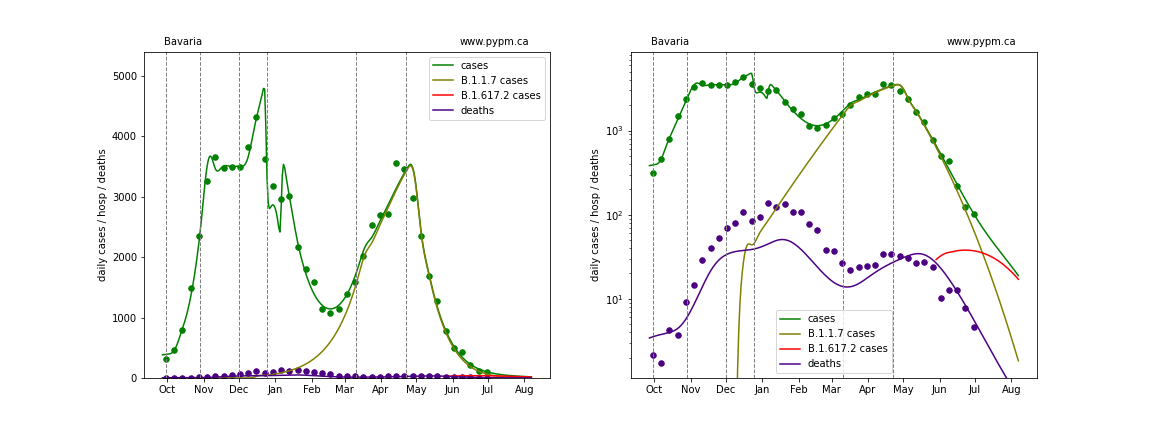 Bavaria www.pypm.ca
daily cases / hosp / deaths
5000
4000
3000
2000
1000
0
cases
B.1.1.7 cases
B.1.617.2 cases
deaths
Oct Nov Dec Jan Feb Mar Apr May Jun Jul Aug
Bavaria www.pypm.ca
daily cases / hosp / deaths
10³
10²
10¹
cases
B.1.1.7 cases
B.1.617.2 cases
deaths
Oct Nov Dec Jan Feb Mar Apr May Jun Jul Aug